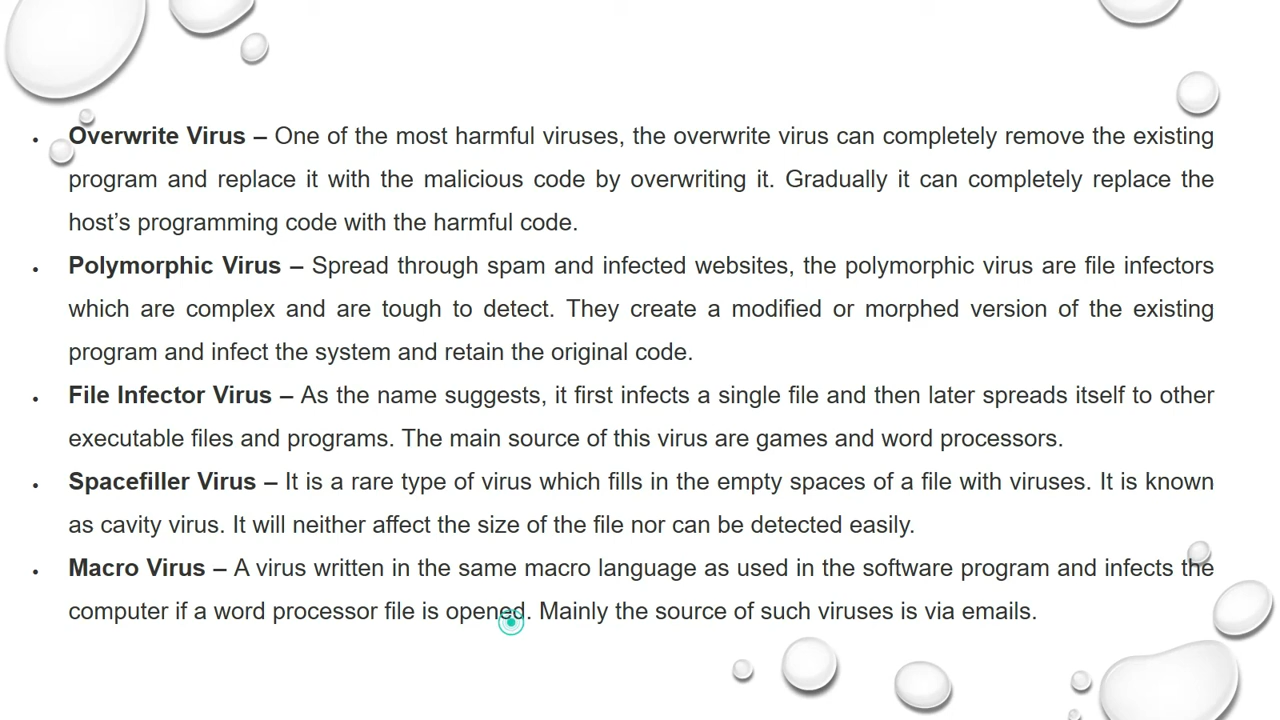 • Overwrite Virus – One of the most harmful viruses, the overwrite virus can completely remove the existing
program and replace it with the malicious code by overwriting it. Gradually it can completely replace the
host’s programming code with the harmful code.
• Polymorphic Virus – Spread through spam and infected websites, the polymorphic virus are file infectors
which are complex and are tough to detect. They create a modified or morphed version of the existing
program and infect the system and retain the original code.
• File Infector Virus – As the name suggests, it first infects a single file and then later spreads itself to other
executable files and programs. The main source of this virus are games and word processors.
• Spacefiller Virus – It is a rare type of virus which fills in the empty spaces of a file with viruses. It is known
as cavity virus. It will neither affect the size of the file nor can be detected easily.
• Macro Virus – A virus written in the same macro language as used in the software program and infects the
computer if a word processor file is opened. Mainly the source of such viruses is via emails.